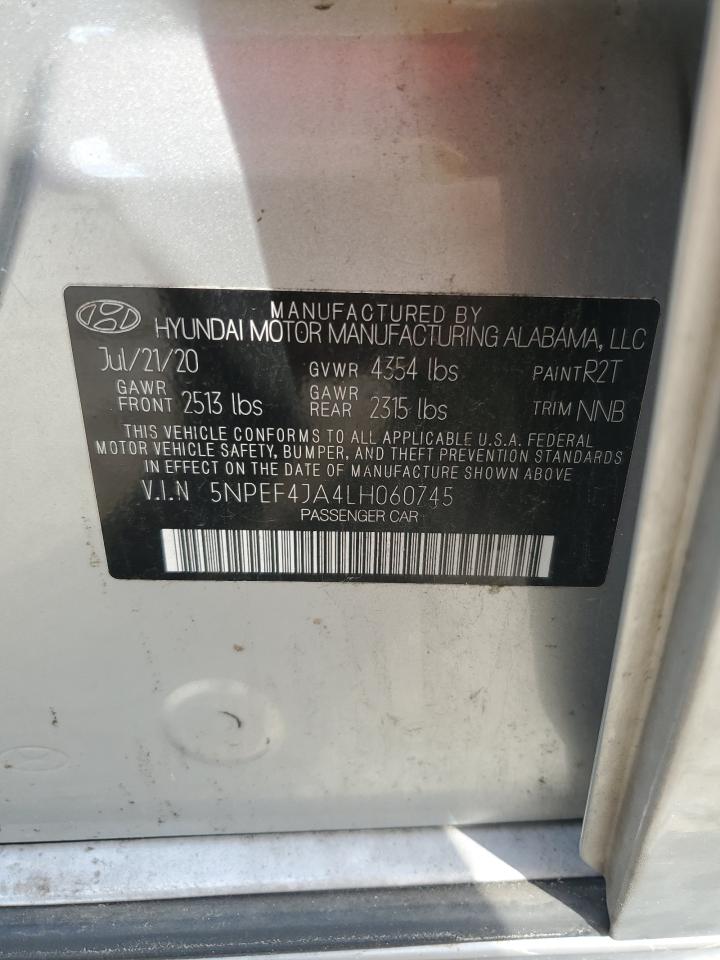 MANUFACTURED BY
HYUNDAI MOTOR MANUFACTURING ALABAMA, LLC
Jul/21/20 GVWR 4354 lbs PAINT R2T
GAWR FRONT 2513 lbs GAWR REAR 2315 lbs TRIM NNB
THIS VEHICLE CONFORMS TO ALL APPLICABLE U.S.A. FEDERAL
MOTOR VEHICLE SAFETY, BUMPER, AND THEFT PREVENTION STANDARDS
IN EFFECT ON THE DATE OF MANUFACTURE SHOWN ABOVE
V.I.N 5NPEF4JA4LH060745
PASSENGER CAR